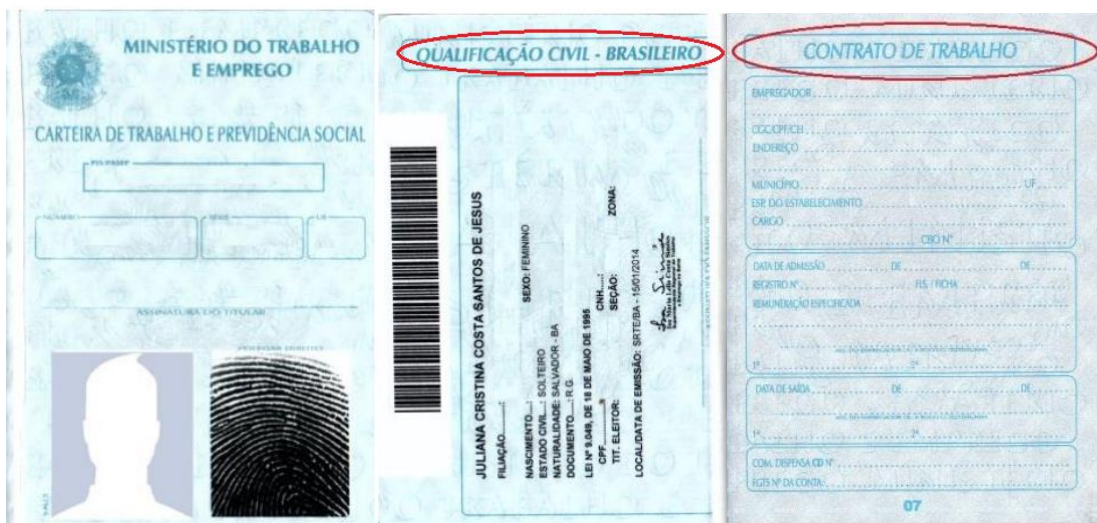 MINISTÉRIO DO TRABALHO
E EMPREGO
CARTEIRA DE TRABALHO E PREVIDÊNCIA SOCIAL
PIS/PASEP
NÚMERO SÉRIE UF
ASSINATURA DO TITULAR
POLEGAR DIREITO
QUALIFICAÇÃO CIVIL - BRASILEIRO
JULIANA CRISTINA COSTA SANTOS DE JESUS
FILIAÇÃO.......:
NASCIMENTO....: SEXO: FEMININO
ESTADO CIVIL...: SOLTEIRO
NATURALIDADE: SALVADOR - BA
DOCUMENTO....: R.G.
LEI Nº 9.049, DE 18 DE MAIO DE 1995
CPF............: CNH.....:
TIT. ELEITOR: SEÇÃO: ZONA:
LOCAL/DATA DE EMISSÃO: SRTE/BA - 15/01/2014
CONTRATO DE TRABALHO
EMPREGADOR
CGC/CPF/CEI
ENDEREÇO
MUNICÍPIO UF
ESP. DO ESTABELECIMENTO
CARGO
CBO Nº
DATA DE ADMISSÃO DE DE
REGISTRO Nº FLS. / FICHA
REMUNERAÇÃO ESPECIFICADA
1ª 2ª
DATA DE SAÍDA DE DE
1ª 2ª
COM. DISPENSA CD Nº
FGTS Nº DA CONTA:
07